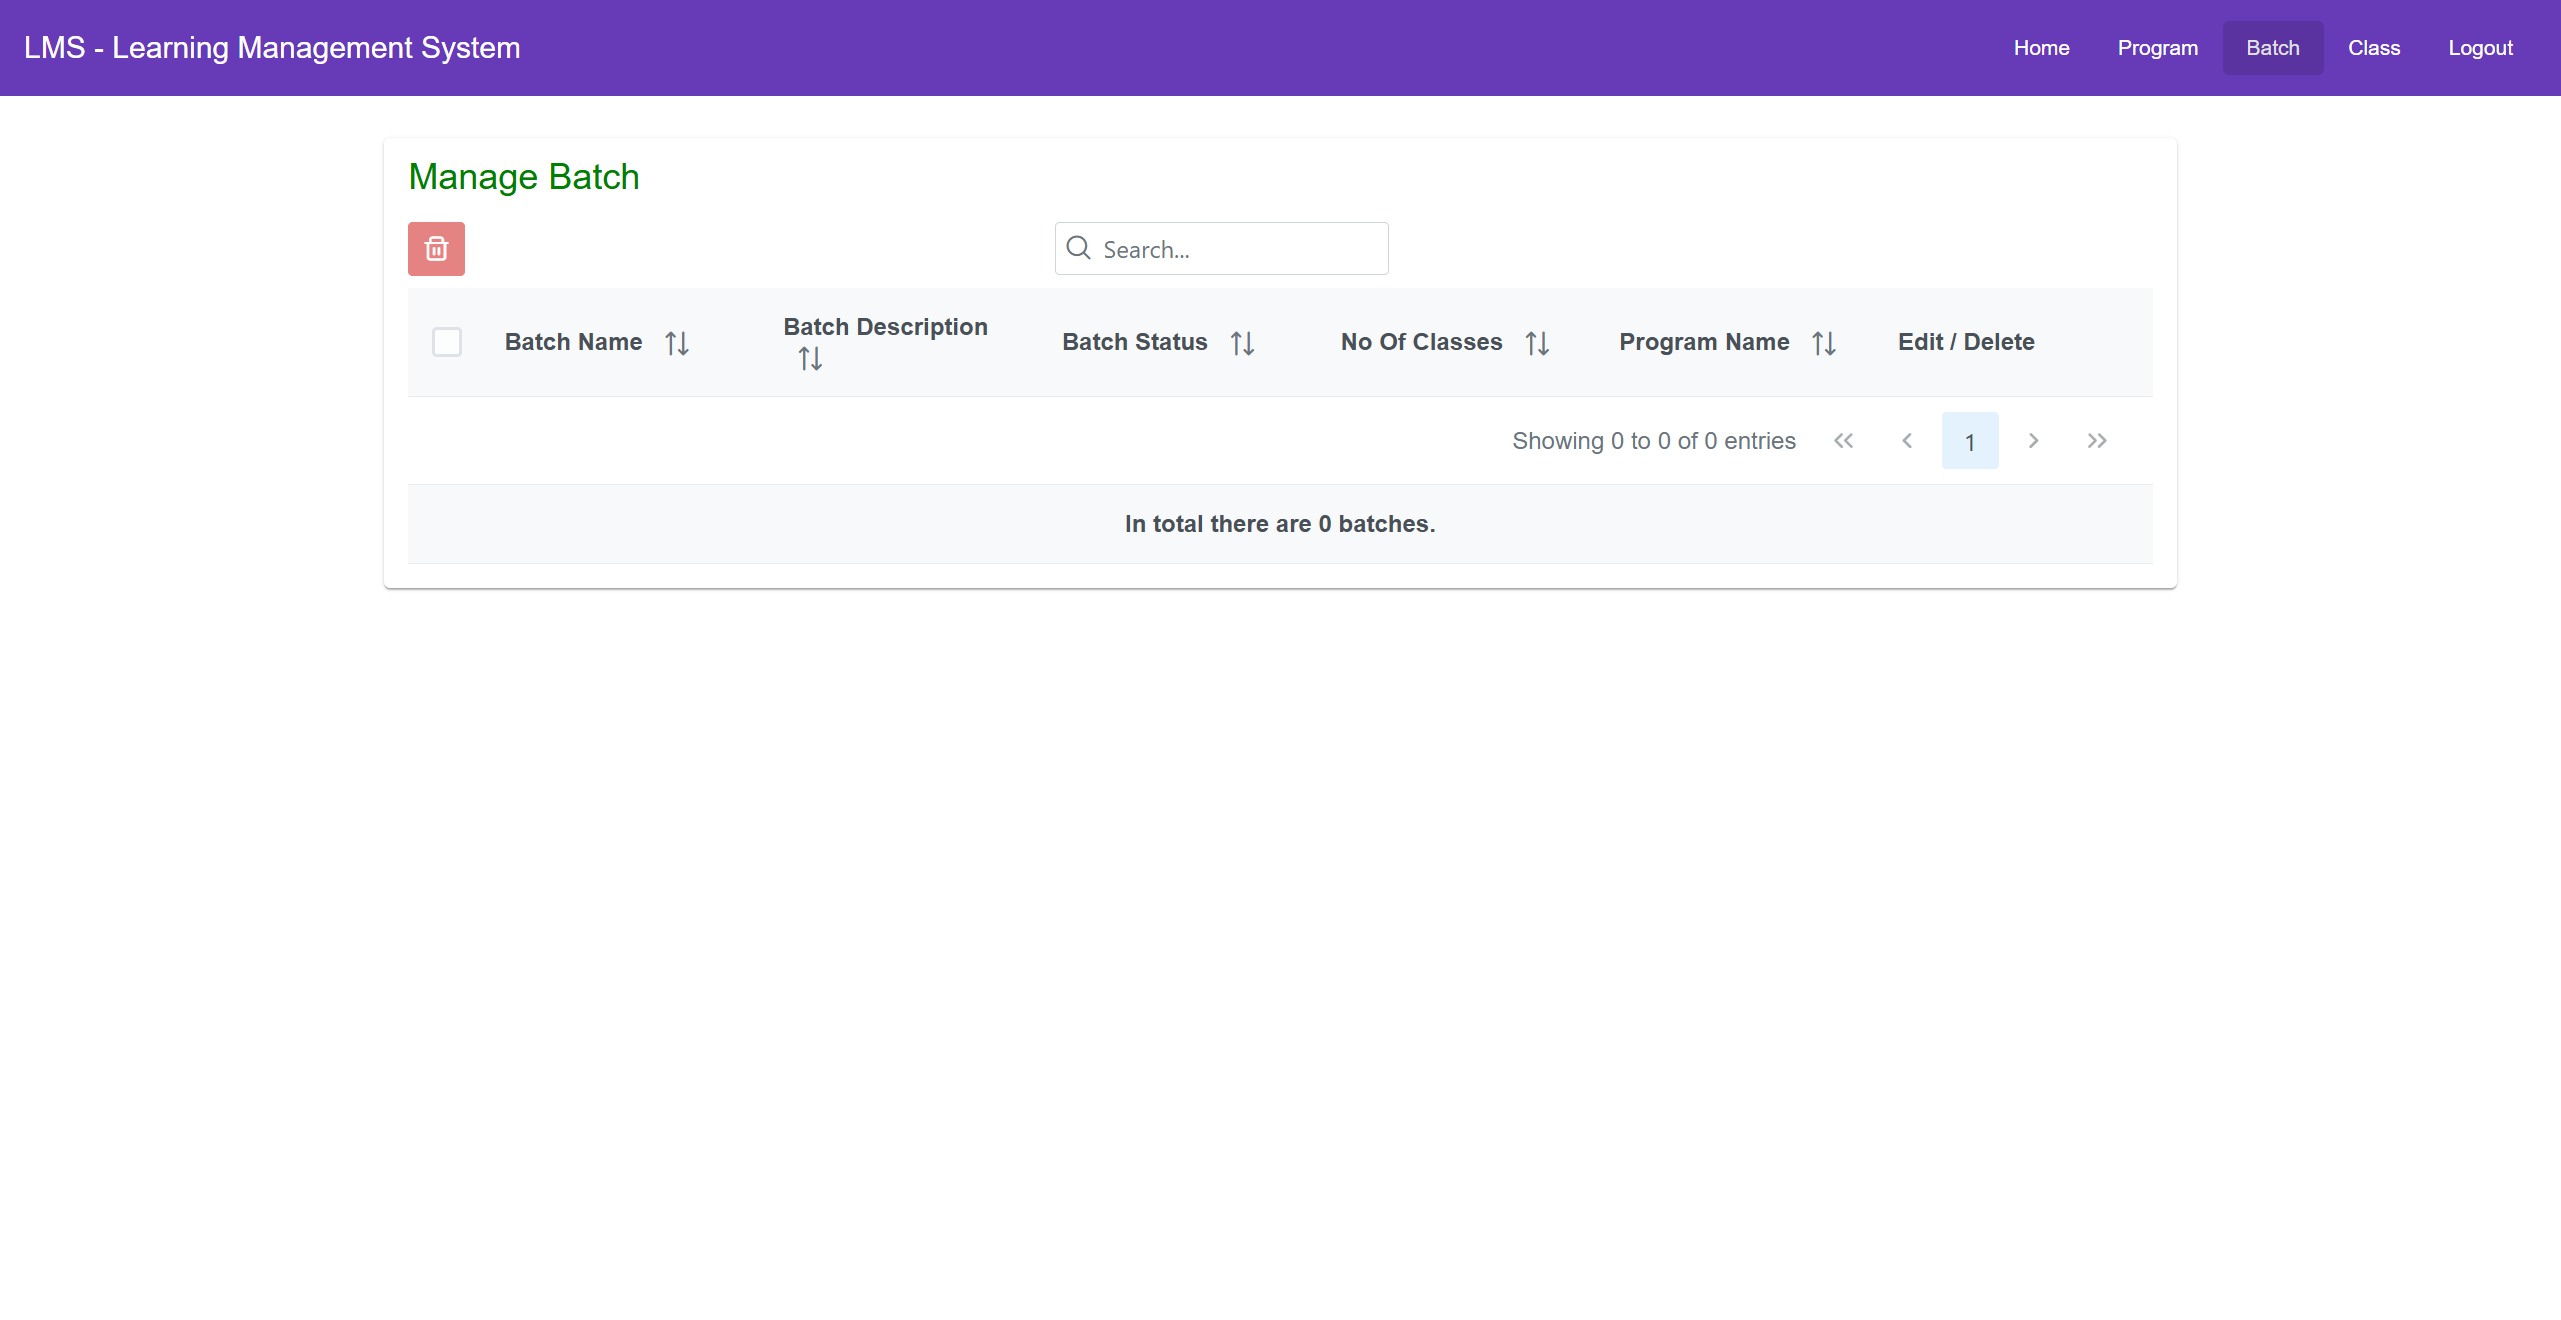 LMS - Learning Management System
Home Program Batch Class Logout
Manage Batch
Search...
Batch Name Batch Description Batch Status No Of Classes Program Name Edit / Delete
Showing 0 to 0 of 0 entries 1
In total there are 0 batches.